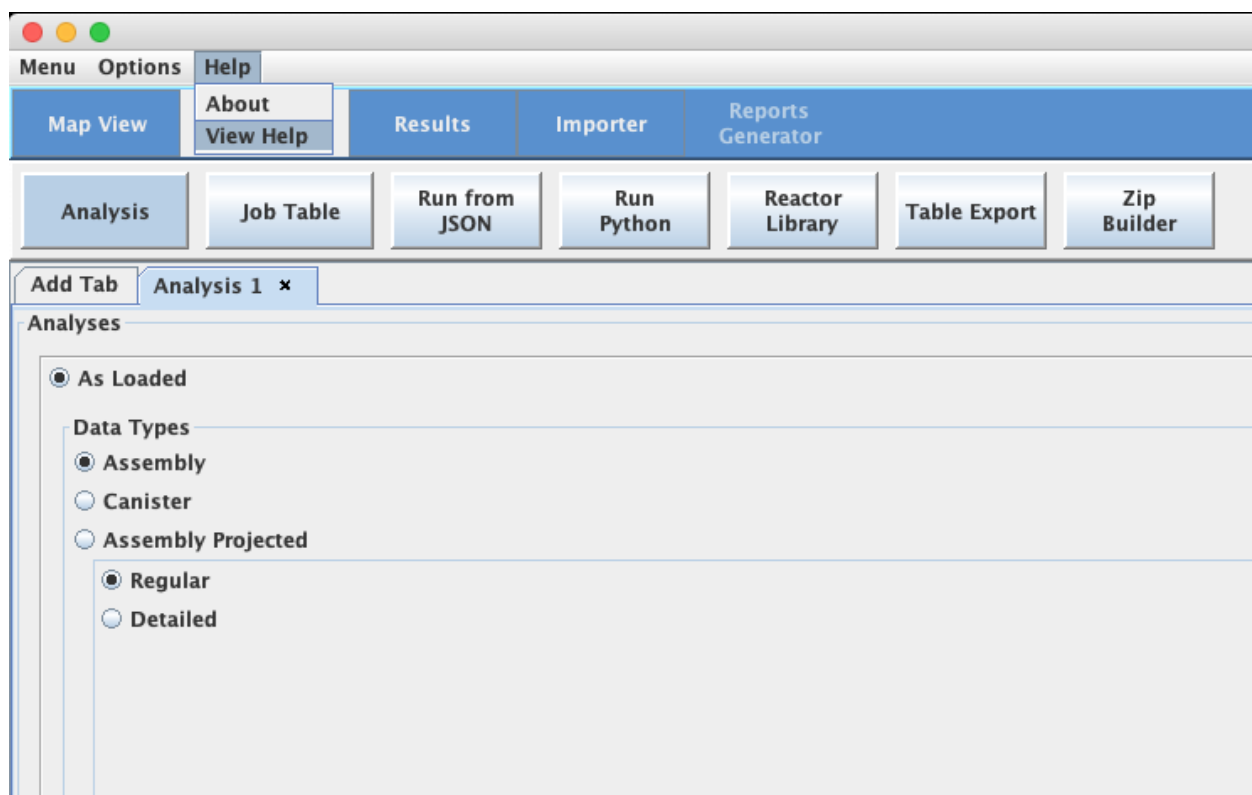 Menu Options Help
About
View Help
Map View Results Importer Reports
Generator
Analysis Job Table Run from
JSON Run
Python Reactor
Library Table Export Zip
Builder
Add Tab Analysis 1 ×
Analyses
As Loaded
Data Types
Assembly
Canister
Assembly Projected
Regular
Detailed